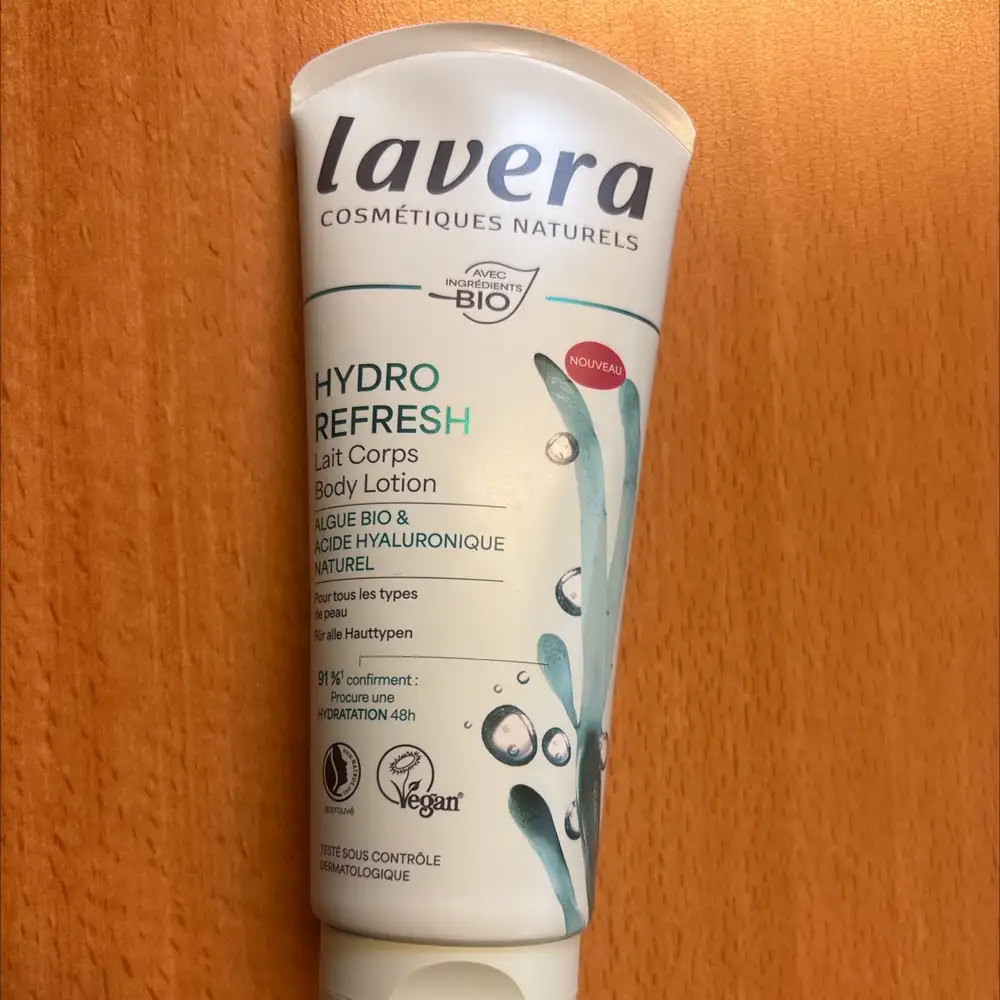 lavera
COSMÉTIQUES NATURELS
AVEC
INGRÉDIENTS
BIO
NOUVEAU
HYDRO
REFRESH
Lait Corps
Body Lotion
ALGUE BIO &
ACIDE HYALURONIQUE
NATUREL
Pour tous les types
de peau
Für alle Hauttypen
91 %¹ confirment :
Procure une
HYDRATATION 48h
approuvé
Vegan®
TESTÉ SOUS CONTRÔLE
DERMATOLOGIQUE